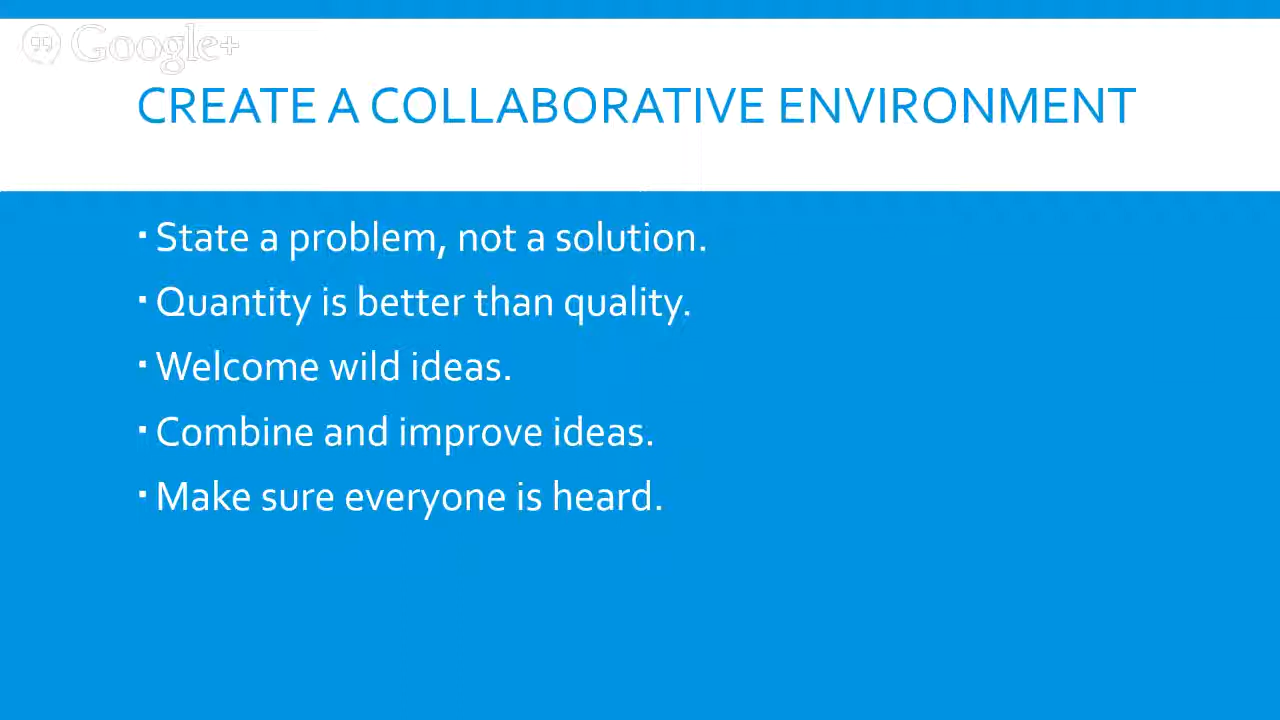 Google+
CREATE A COLLABORATIVE ENVIRONMENT
▪ State a problem, not a solution.
▪ Quantity is better than quality.
▪ Welcome wild ideas.
▪ Combine and improve ideas.
▪ Make sure everyone is heard.